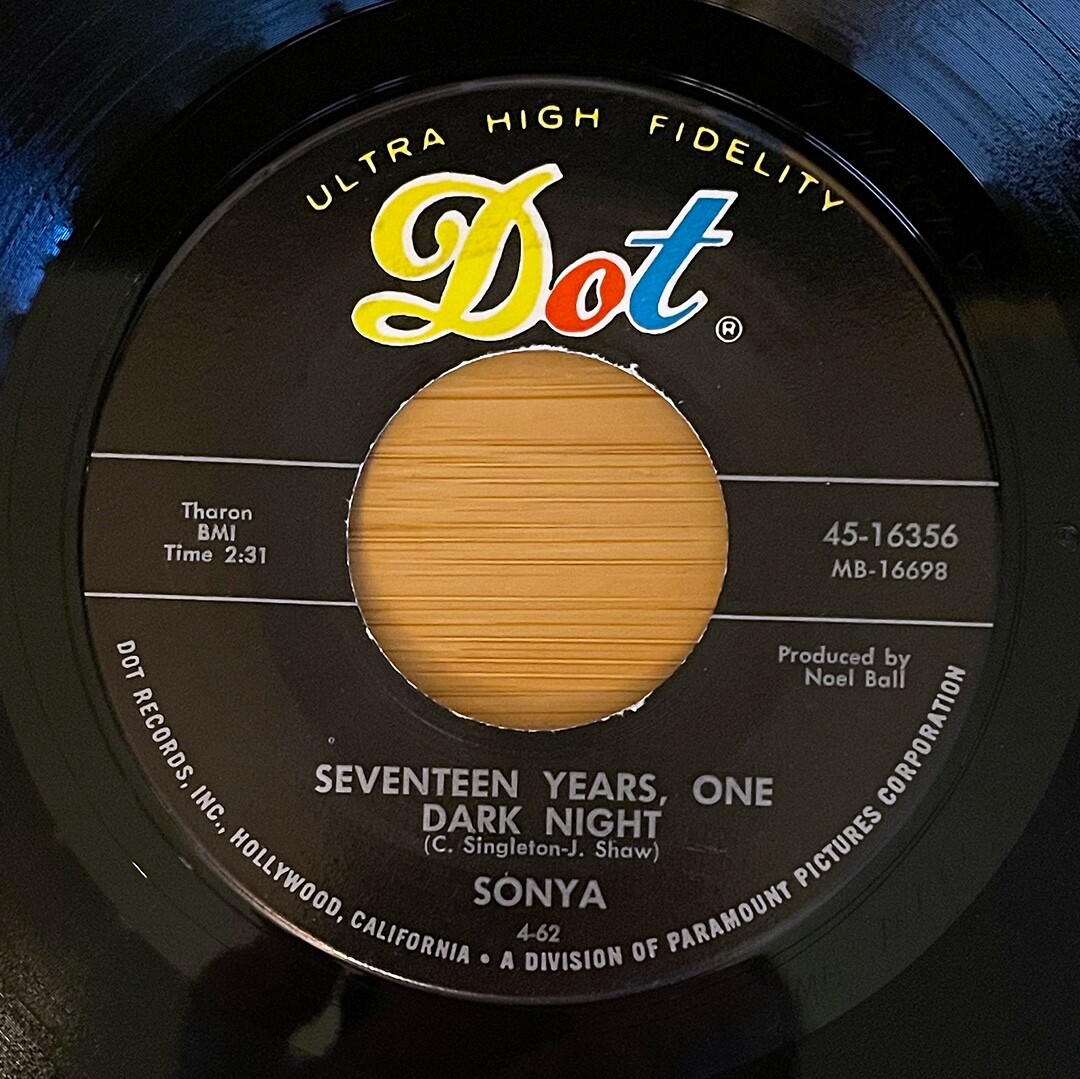 ULTRA HIGH FIDELITY
Dot ®
Tharon
BMI
Time 2:31
45-16356
MB-16698
Produced by
Noel Ball
SEVENTEEN YEARS, ONE
DARK NIGHT
(C. Singleton-J. Shaw)
SONYA
4-62
DOT RECORDS, INC., HOLLYWOOD, CALIFORNIA • A DIVISION OF PARAMOUNT PICTURES CORPORATION